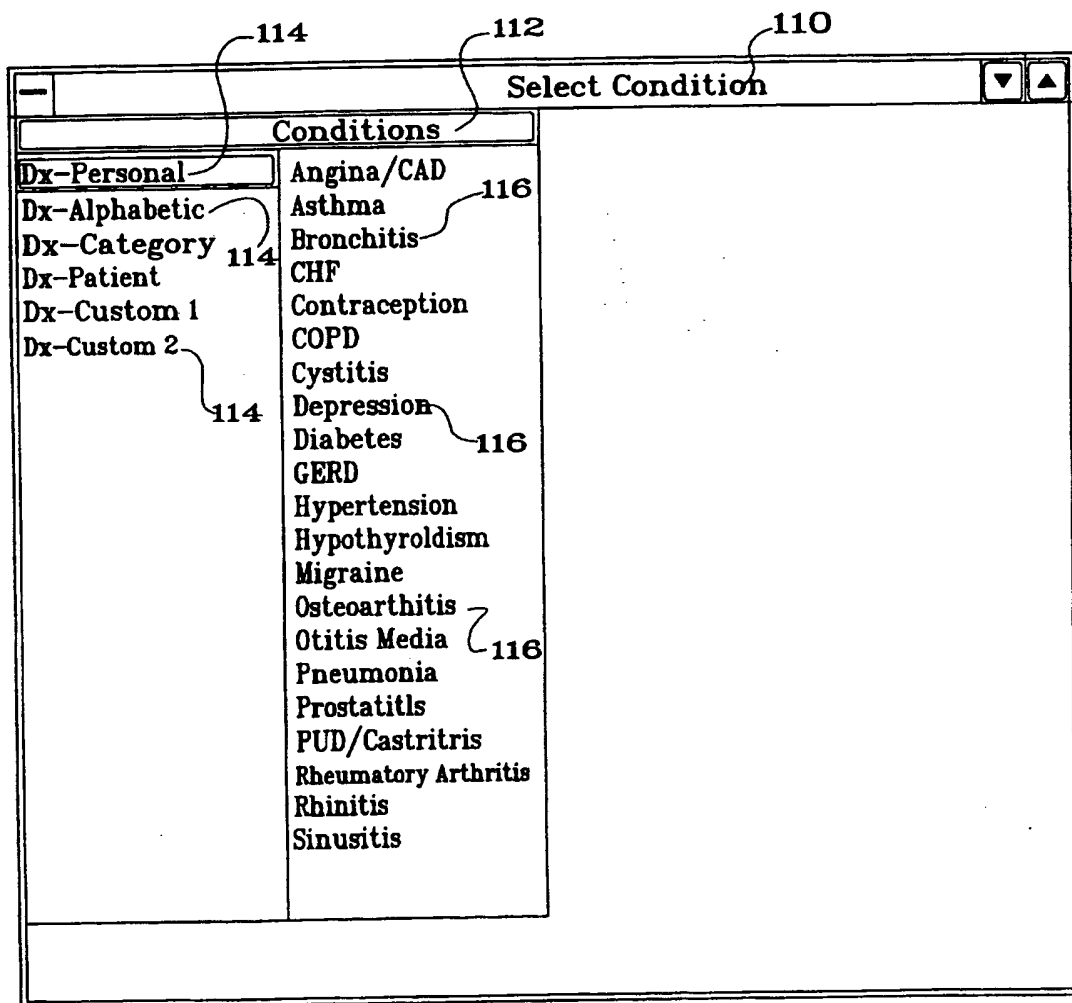 114 112 110
Select Condition
Conditions
Dx-Personal
Dx-Alphabetic
114
Dx-Category
Dx-Patient
Dx-Custom 1
Dx-Custom 2
114
Angina/CAD
116
Asthma
Bronchitis
CHF
Contraception
COPD
Cystitis
Depression
116
Diabetes
GERD
Hypertension
Hypothyroldism
Migraine
Osteoarthitis
116
Otitis Media
Pneumonia
Prostatitls
PUD/Castritris
Rheumatory Arthritis
Rhinitis
Sinusitis